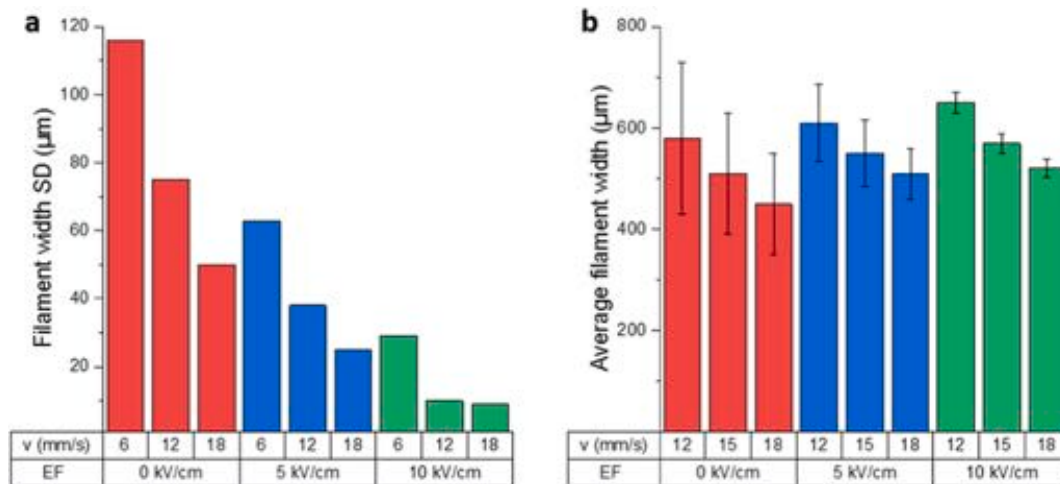 a
120
100
80
60
40
20
Filament width SD (µm)
v (mm/s) 6 12 18 6 12 18 6 12 18
EF 0 kV/cm 5 kV/cm 10 kV/cm
b
800
600
400
200
Average filament width (µm)
v (mm/s) 12 15 18 12 15 18 12 15 18
EF 0 kV/cm 5 kV/cm 10 kV/cm